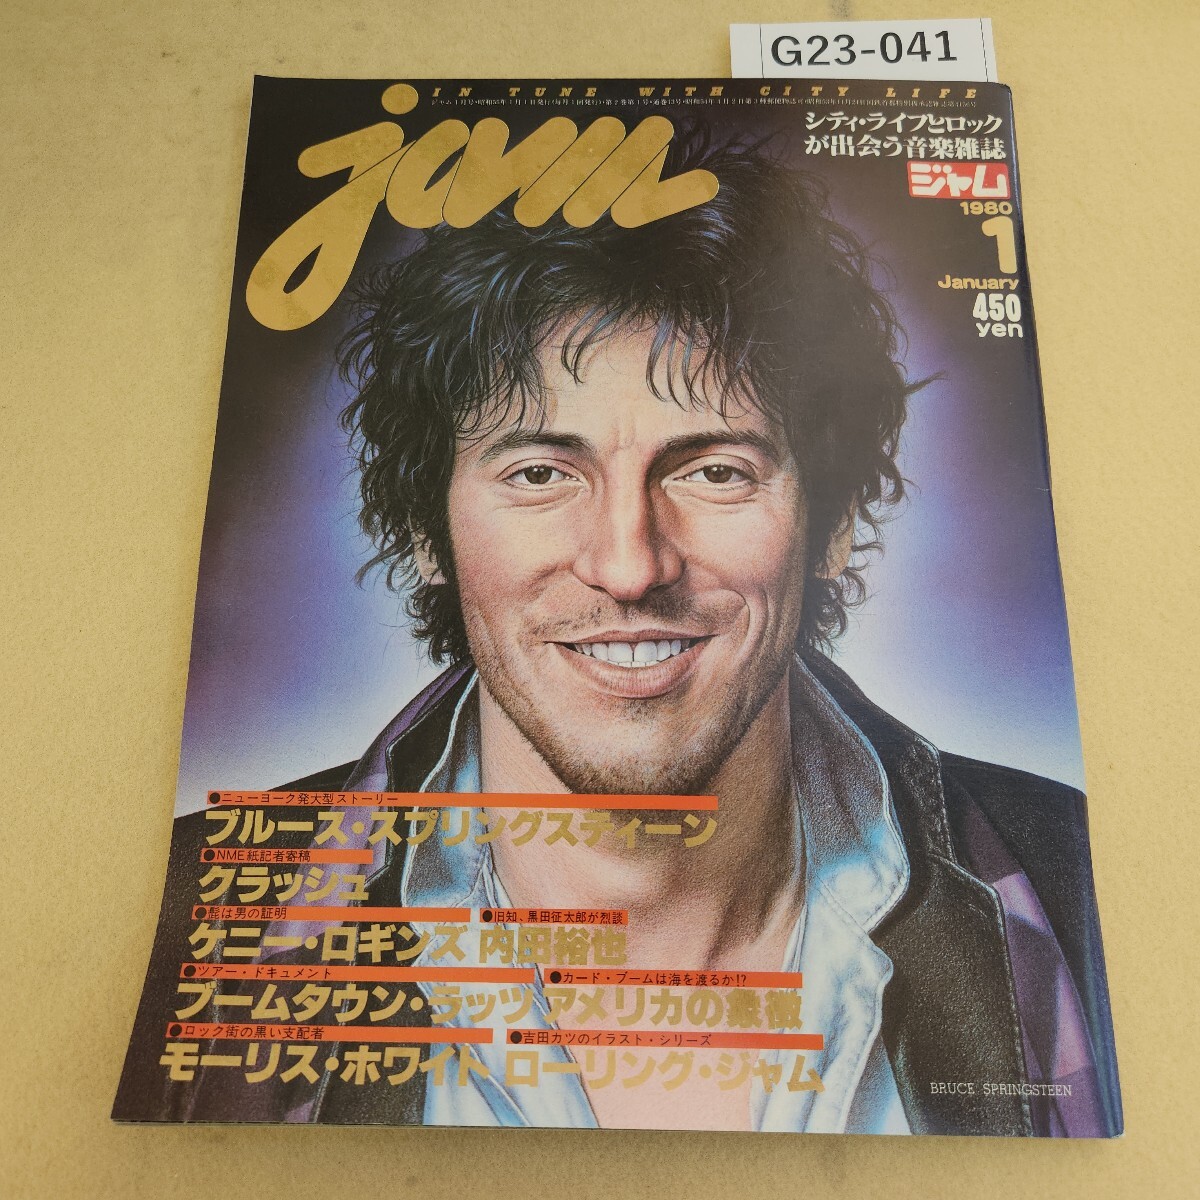 G23-041
IN TUNE WITH CITY LIFE
jam
シティ・ライフとロック
が出会う音楽雑誌
ジャム
1980
1
January
450
yen
●ニューヨーク発大型ストーリー
ブルース・スプリングスティーン
●NME紙記者寄稿
クラッシュ
●髭は男の証明
ケニー・ロギンズ
●旧知、黒田征太郎が烈談
内田裕也
●ツアー・ドキュメント
ブームタウン・ラッツ
●カード・ブームは海を渡るか!?
アメリカの象徴
●ロック街の黒い支配者
モーリス・ホワイト
●吉田カツのイラスト・シリーズ
ローリング・ジャム
BRUCE SPRINGSTEEN